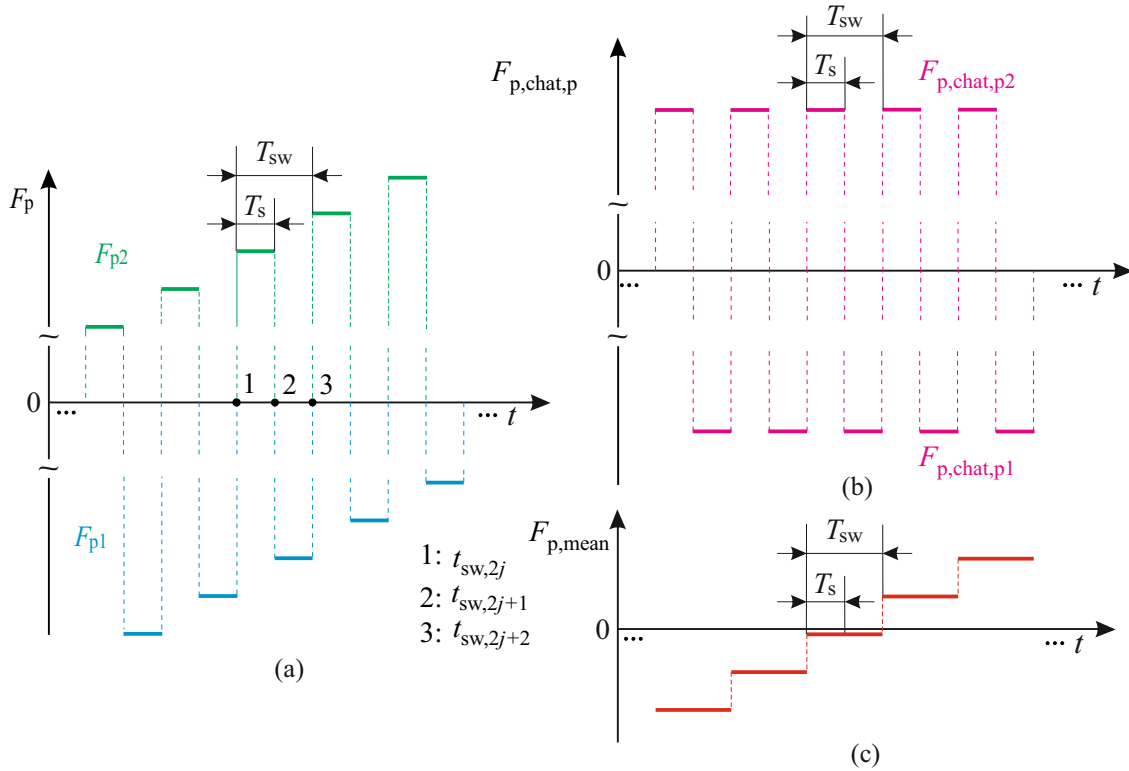 F_p
T_sw
T_s
F_p2
1 2 3
0
... ... t
F_p1
1: t_sw,2j
2: t_sw,2j+1
3: t_sw,2j+2
(a)
T_sw
F_p,chat,p
T_s
F_p,chat,p2
0
... ... t
F_p,chat,p1
(b)
F_p,mean
T_sw
T_s
0
... ... t
(c)